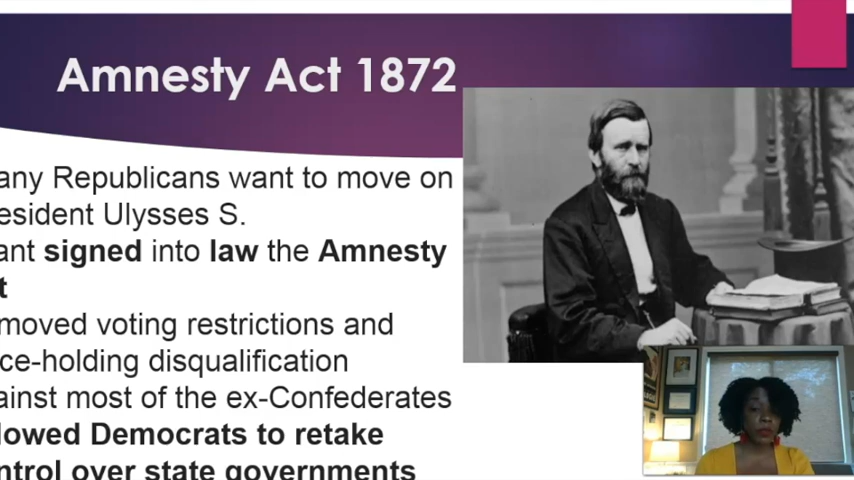 Amnesty Act 1872
any Republicans want to move on
esident Ulysses S.
ant signed into law the Amnesty
t
moved voting restrictions and
ce-holding disqualification
ainst most of the ex-Confederates
lowed Democrats to retake
ntrol over state governments